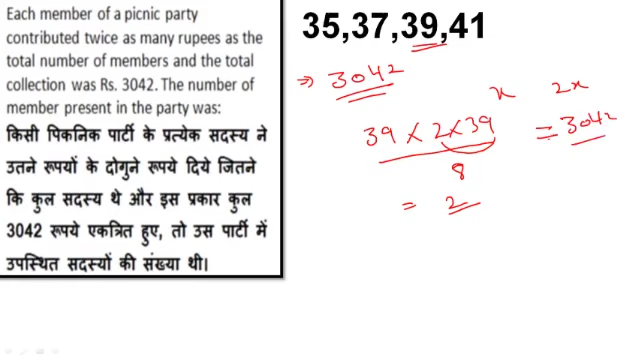 Each member of a picnic party
contributed twice as many rupees as the
total number of members and the total
collection was Rs. 3042. The number of
member present in the party was:
किसी पिकनिक पार्टी के प्रत्येक सदस्य ने
उतने रूपयों के दोगुने रूपये दिये जितने
कि कुल सदस्य थे और इस प्रकार कुल
3042 रूपये एकत्रित हुए, तो उस पार्टी में
उपस्थित सदस्यों की संख्या थी।
35,37,39,41
⇒ 3042
x 2x
39 × 2 × 39 = 3042
8
= 2